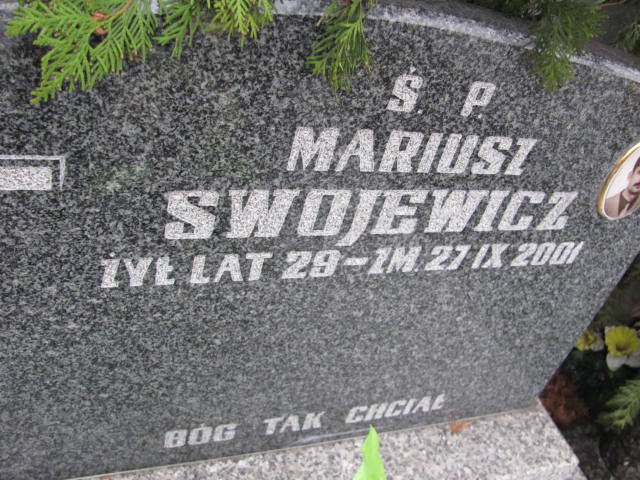 Ś. P.
MARIUSZ
SWOJEWICZ
ŻYŁ LAT 29 – ZM. 27 IX 2001
BÓG TAK CHCIAŁ